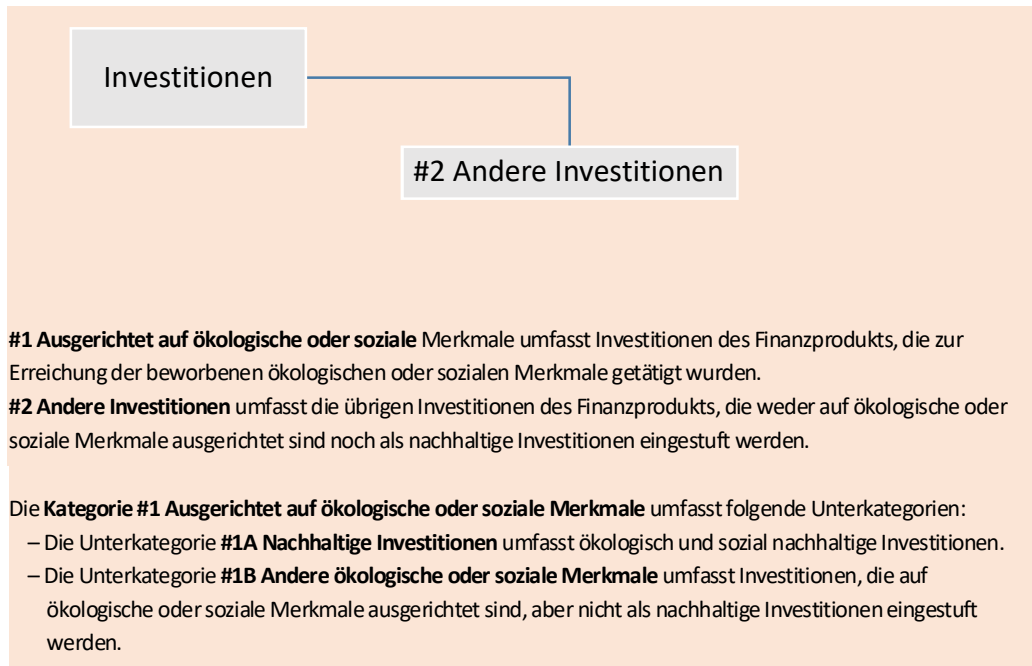 Investitionen
#2 Andere Investitionen
#1 Ausgerichtet auf ökologische oder soziale Merkmale umfasst Investitionen des Finanzprodukts, die zur
Erreichung der beworbenen ökologischen oder sozialen Merkmale getätigt wurden.
#2 Andere Investitionen umfasst die übrigen Investitionen des Finanzprodukts, die weder auf ökologische oder
soziale Merkmale ausgerichtet sind noch als nachhaltige Investitionen eingestuft werden.
Die Kategorie #1 Ausgerichtet auf ökologische oder soziale Merkmale umfasst folgende Unterkategorien:
– Die Unterkategorie #1A Nachhaltige Investitionen umfasst ökologisch und sozial nachhaltige Investitionen.
– Die Unterkategorie #1B Andere ökologische oder soziale Merkmale umfasst Investitionen, die auf
ökologische oder soziale Merkmale ausgerichtet sind, aber nicht als nachhaltige Investitionen eingestuft
werden.